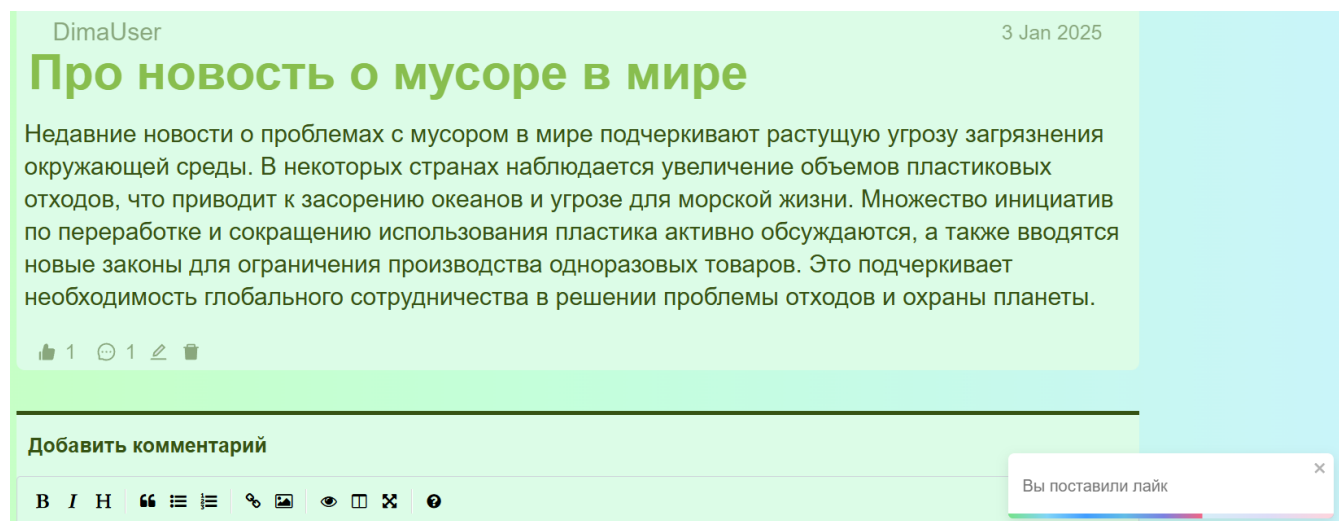 DimaUser 3 Jan 2025
Про новость о мусоре в мире
Недавние новости о проблемах с мусором в мире подчеркивают растущую угрозу загрязнения
окружающей среды. В некоторых странах наблюдается увеличение объемов пластиковых
отходов, что приводит к засорению океанов и угрозе для морской жизни. Множество инициатив
по переработке и сокращению использования пластика активно обсуждаются, а также вводятся
новые законы для ограничения производства одноразовых товаров. Это подчеркивает
необходимость глобального сотрудничества в решении проблемы отходов и охраны планеты.
1 1
Добавить комментарий
Вы поставили лайк
B I H